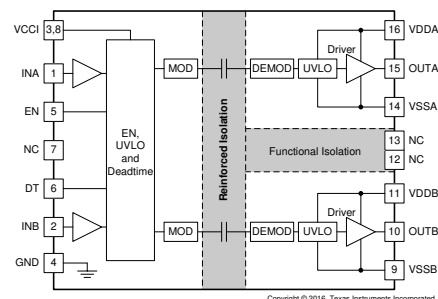 VCCI 3,8
INA 1
EN 5
NC 7
DT 6
INB 2
GND 4
EN,
UVLO
and
Deadtime
MOD
MOD
Reinforced Isolation
DEMOD
UVLO
Driver
16 VDDA
15 OUTA
14 VSSA
Functional Isolation
13 NC
12 NC
DEMOD
UVLO
Driver
11 VDDB
10 OUTB
9 VSSB
Copyright © 2016, Texas Instruments Incorporated